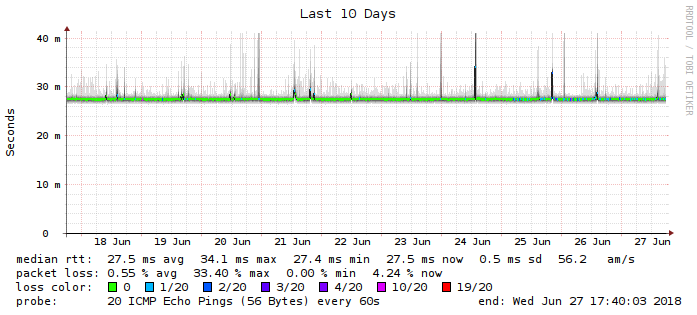 Last 10 Days
RRDTOOL / TOBI OETIKER
Seconds
40 m
30 m
20 m
10 m
0
18 Jun 19 Jun 20 Jun 21 Jun 22 Jun 23 Jun 24 Jun 25 Jun 26 Jun 27 Jun
median rtt: 27.5 ms avg 34.1 ms max 27.4 ms min 27.5 ms now 0.5 ms sd 56.2 am/s
packet loss: 0.55 % avg 33.40 % max 0.00 % min 4.24 % now
loss color: 0 1/20 2/20 3/20 4/20 10/20 19/20
probe: 20 ICMP Echo Pings (56 Bytes) every 60s end: Wed Jun 27 17:40:03 2018